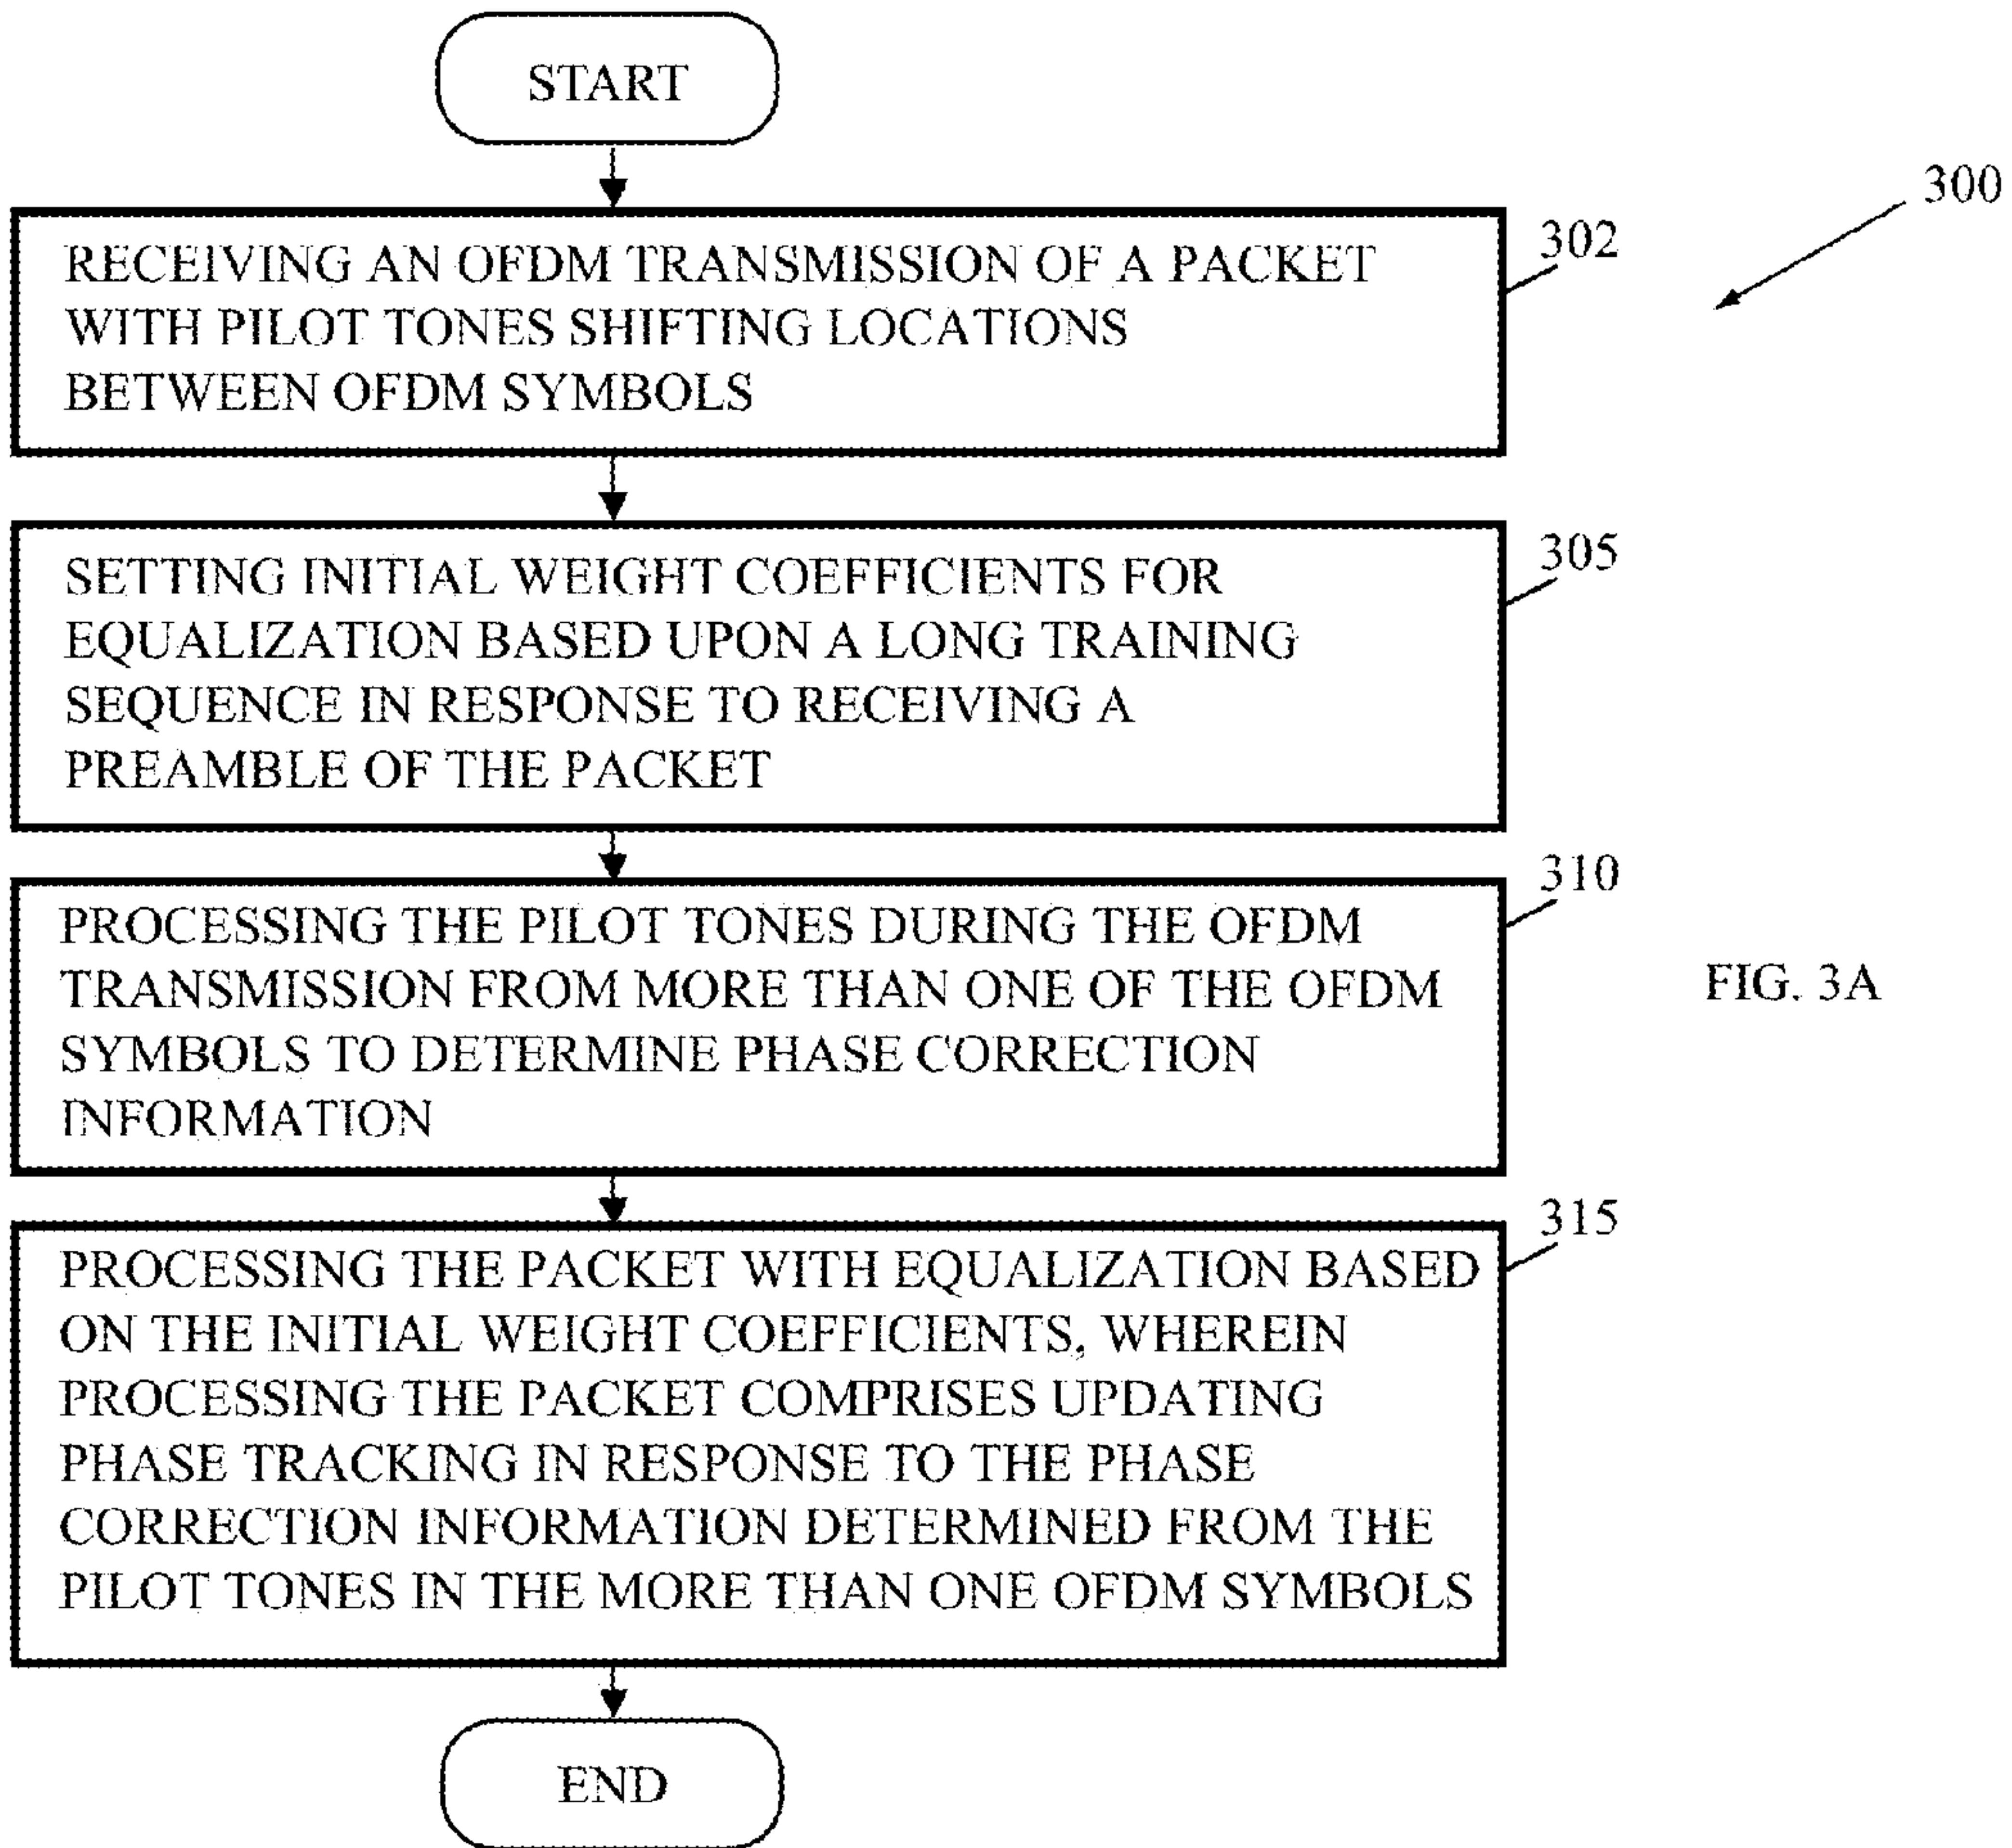 START
300
302
RECEIVING AN OFDM TRANSMISSION OF A PACKET
WITH PILOT TONES SHIFTING LOCATIONS
BETWEEN OFDM SYMBOLS
305
SETTING INITIAL WEIGHT COEFFICIENTS FOR
EQUALIZATION BASED UPON A LONG TRAINING
SEQUENCE IN RESPONSE TO RECEIVING A
PREAMBLE OF THE PACKET
310
PROCESSING THE PILOT TONES DURING THE OFDM
TRANSMISSION FROM MORE THAN ONE OF THE OFDM
SYMBOLS TO DETERMINE PHASE CORRECTION
INFORMATION
FIG. 3A
315
PROCESSING THE PACKET WITH EQUALIZATION BASED
ON THE INITIAL WEIGHT COEFFICIENTS, WHEREIN
PROCESSING THE PACKET COMPRISES UPDATING
PHASE TRACKING IN RESPONSE TO THE PHASE
CORRECTION INFORMATION DETERMINED FROM THE
PILOT TONES IN THE MORE THAN ONE OFDM SYMBOLS
END